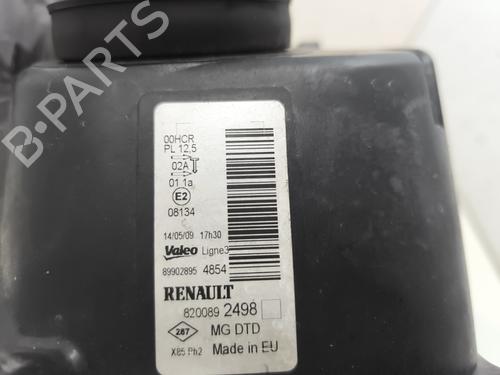 B-PARTS
00HCR
PL 12,5
02A
01 1a
E2
08134
14/05/09 17h30
Valeo Ligne3
89902895 4854
RENAULT
820089 2498
287 MG DTD
X85 Ph2 Made in EU